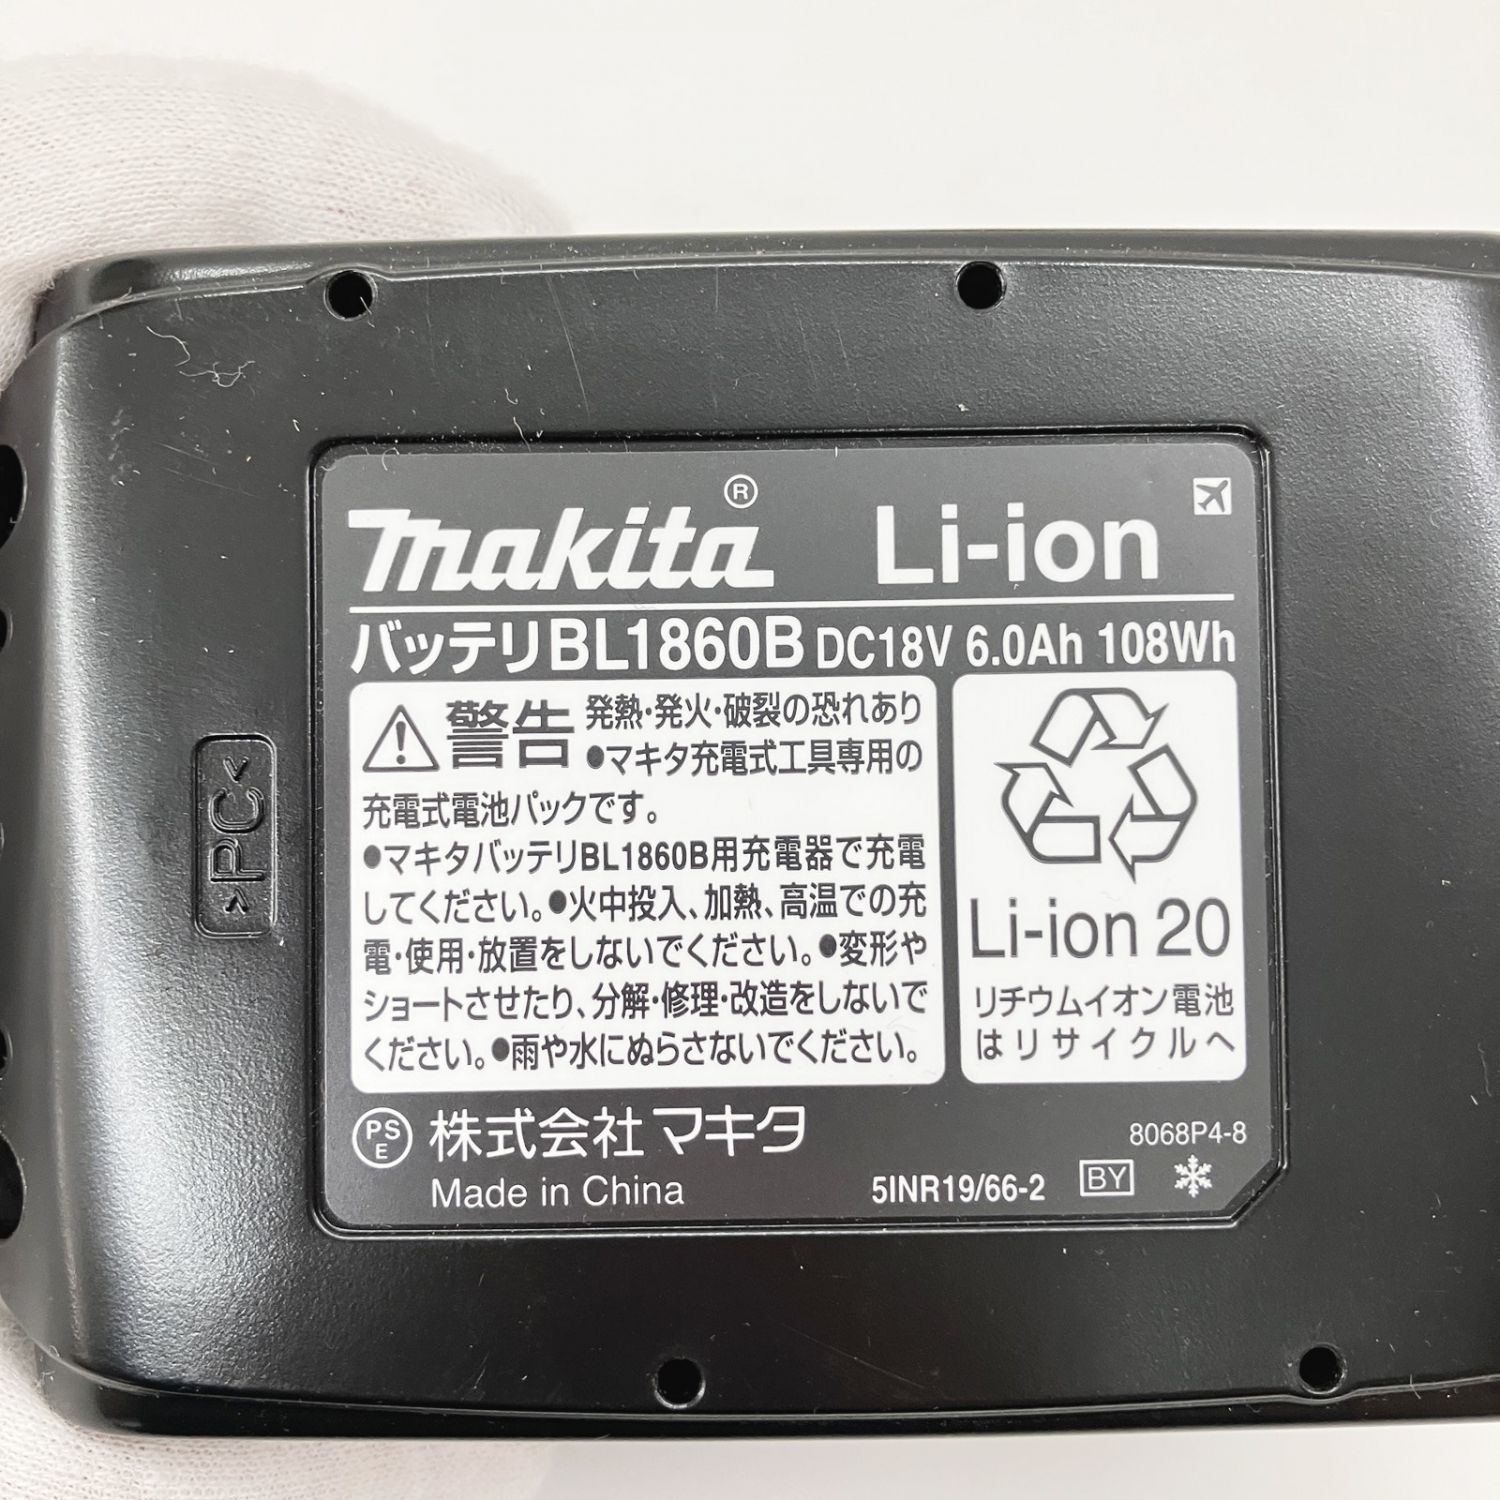 makita® Li-ion
バッテリBL1860B DC18V 6.0Ah 108Wh
警告 発熱・発火・破裂の恐れあり
●マキタ充電式工具専用の
充電式電池パックです。
●マキタバッテリBL1860B用充電器で充電
してください。●火中投入、加熱、高温での充
電・使用・放置をしないでください。●変形や
ショートさせたり、分解・修理・改造をしないで
ください。●雨や水にぬらさないでください。
Li-ion 20
リチウムイオン電池
はリサイクルへ
PSE 株式会社マキタ
8068P4-8
Made in China
5INR19/66-2 BY
>PC<